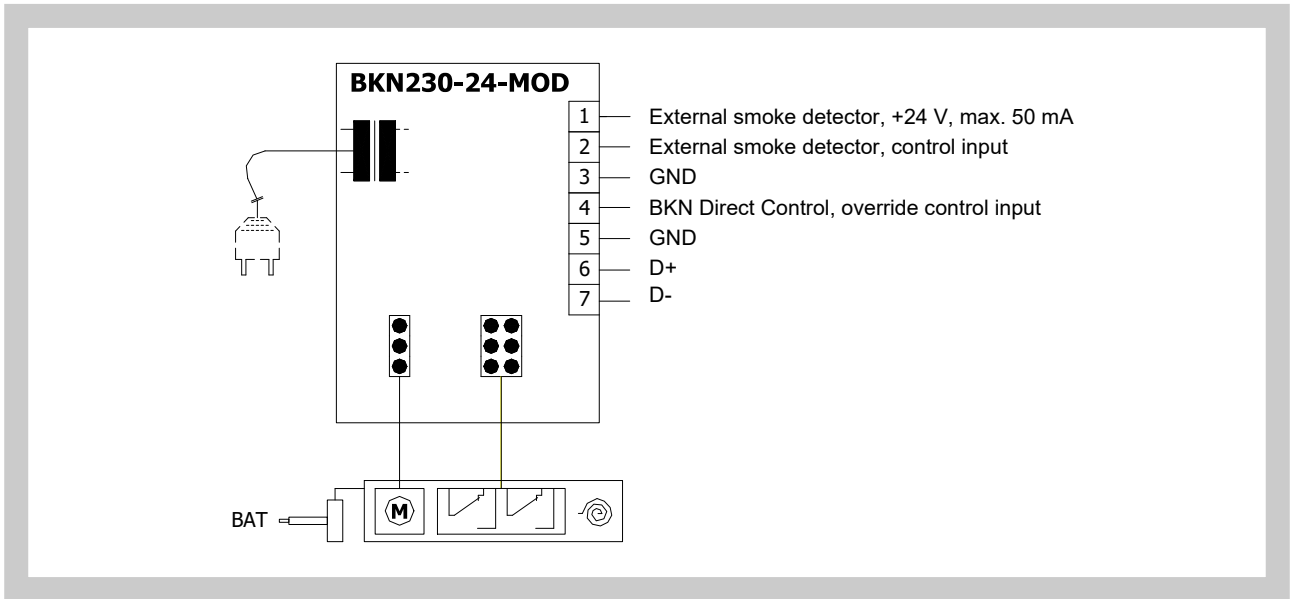 BKN230-24-MOD
1 External smoke detector, +24 V, max. 50 mA
2 External smoke detector, control input
3 GND
4 BKN Direct Control, override control input
5 GND
6 D+
7 D-
BAT
M